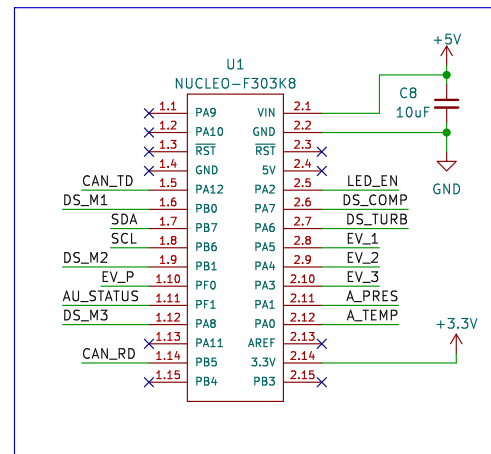 +5V
U1
NUCLEO-F303K8
C8
10uF
1.1 PA9 VIN 2.1
1.2 PA10 GND 2.2
1.3 RST RST 2.3
1.4 GND 5V 2.4
GND
CAN_TD 1.5 PA12 PA2 2.5 LED_EN
DS_M1 1.6 PB0 PA7 2.6 DS_COMP
SDA 1.7 PB7 PA6 2.7 DS_TURB
SCL 1.8 PB6 PA5 2.8 EV_1
DS_M2 1.9 PB1 PA4 2.9 EV_2
EV_P 1.10 PF0 PA3 2.10 EV_3
AU_STATUS 1.11 PF1 PA1 2.11 A_PRES
DS_M3 1.12 PA8 PA0 2.12 A_TEMP
+3.3V
1.13 PA11 AREF 2.13
CAN_RD 1.14 PB5 3.3V 2.14
1.15 PB4 PB3 2.15